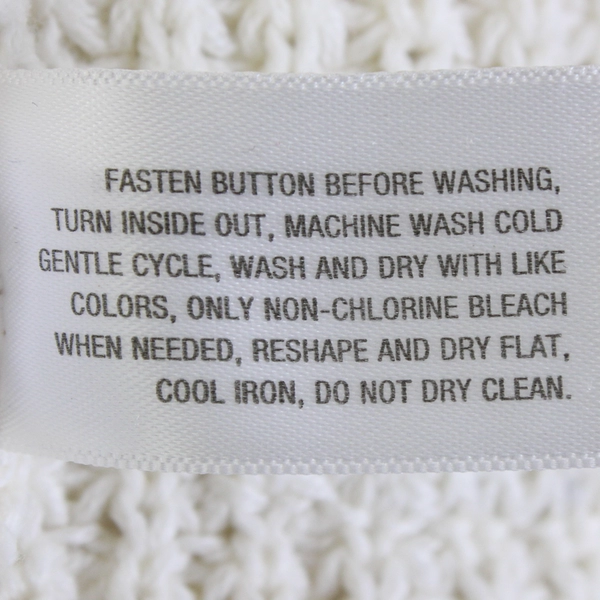 FASTEN BUTTON BEFORE WASHING,
TURN INSIDE OUT, MACHINE WASH COLD
GENTLE CYCLE, WASH AND DRY WITH LIKE
COLORS, ONLY NON-CHLORINE BLEACH
WHEN NEEDED, RESHAPE AND DRY FLAT,
COOL IRON, DO NOT DRY CLEAN.